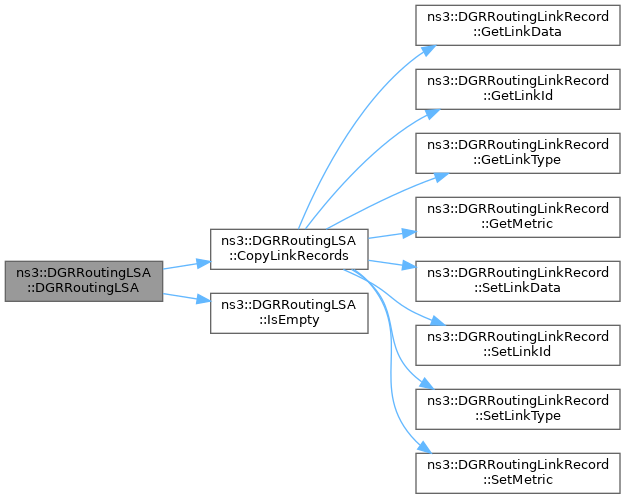 ns3::DGRRoutingLSA
::DGRRoutingLSA
ns3::DGRRoutingLSA
::CopyLinkRecords
ns3::DGRRoutingLSA
::IsEmpty
ns3::DGRRoutingLinkRecord
::GetLinkData
ns3::DGRRoutingLinkRecord
::GetLinkId
ns3::DGRRoutingLinkRecord
::GetLinkType
ns3::DGRRoutingLinkRecord
::GetMetric
ns3::DGRRoutingLinkRecord
::SetLinkData
ns3::DGRRoutingLinkRecord
::SetLinkId
ns3::DGRRoutingLinkRecord
::SetLinkType
ns3::DGRRoutingLinkRecord
::SetMetric